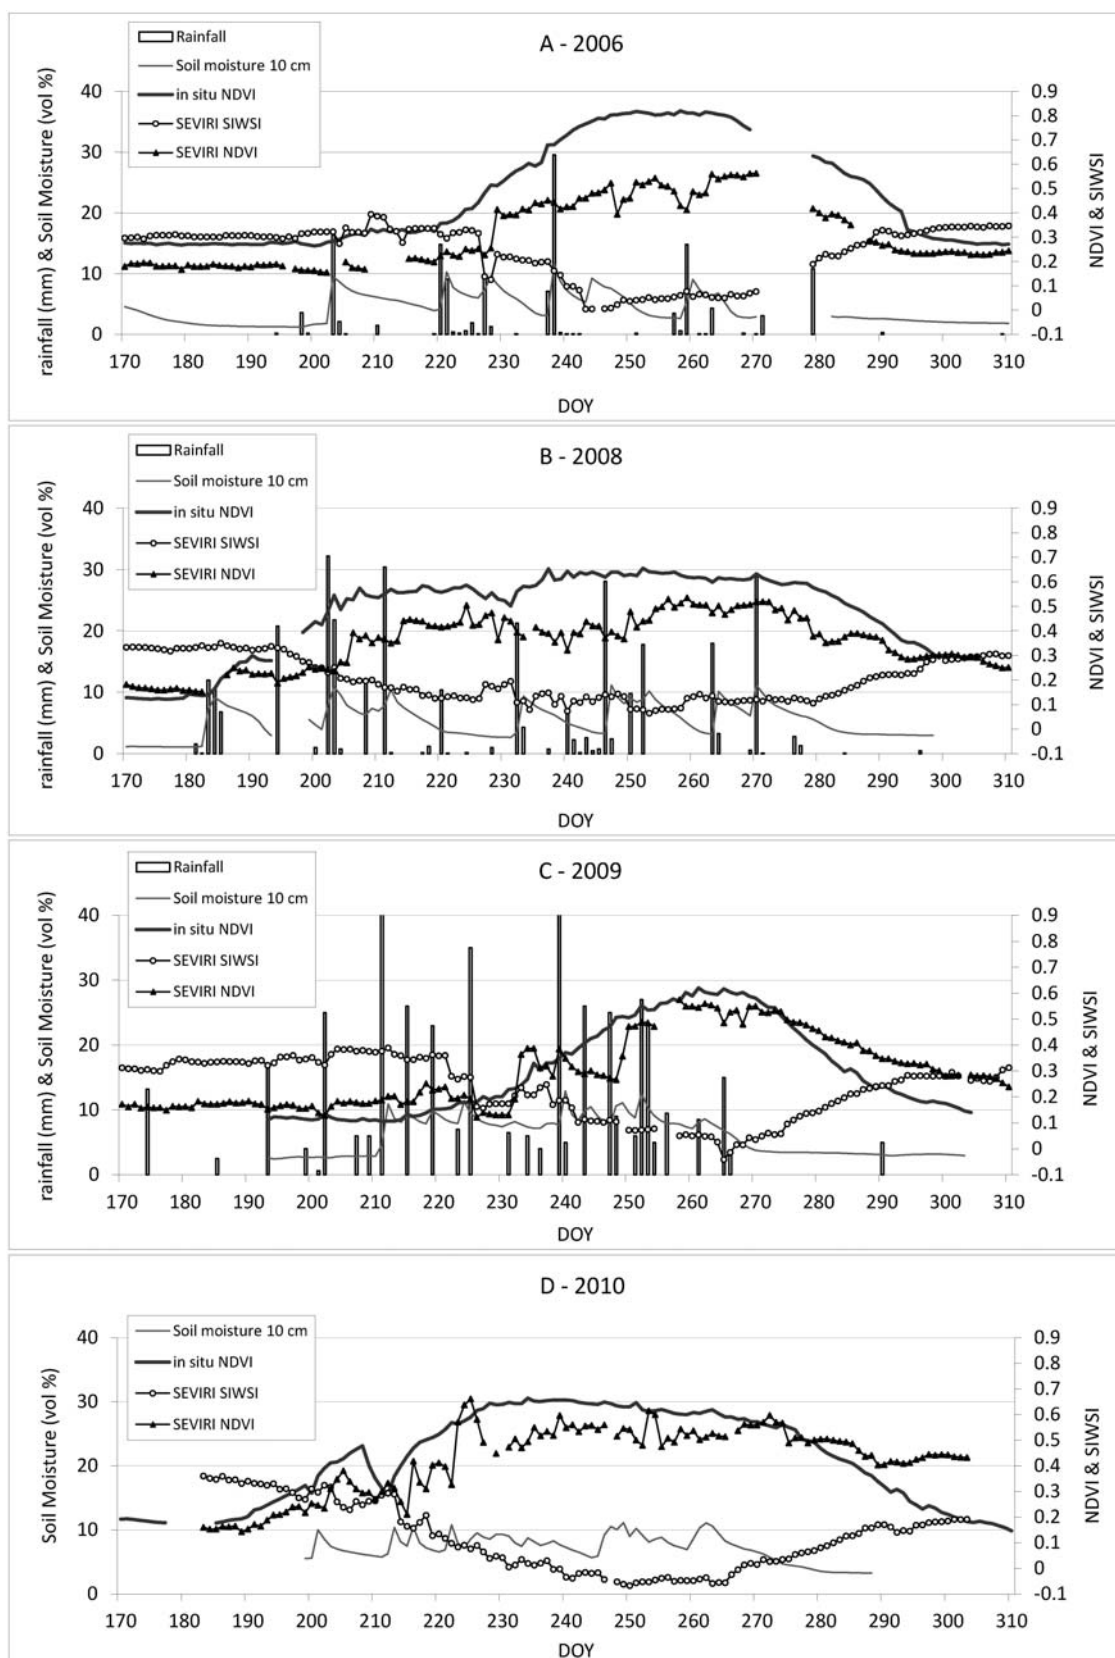 A - 2006
Rainfall
Soil moisture 10 cm
in situ NDVI
SEVIRI SIWSI
SEVIRI NDVI
rainfall (mm) & Soil Moisture (vol %)
40
30
20
10
0
0.9
0.8
0.7
0.6
0.5
0.4
0.3
0.2
0.1
0
-0.1
NDVI & SIWSI
170 180 190 200 210 220 230 240 250 260 270 280 290 300 310
DOY
B - 2008
Rainfall
Soil moisture 10 cm
in situ NDVI
SEVIRI SIWSI
SEVIRI NDVI
rainfall (mm) & Soil Moisture (vol %)
40
30
20
10
0
0.9
0.8
0.7
0.6
0.5
0.4
0.3
0.2
0.1
0
-0.1
NDVI & SIWSI
170 180 190 200 210 220 230 240 250 260 270 280 290 300 310
DOY
C - 2009
Rainfall
Soil moisture 10 cm
in situ NDVI
SEVIRI SIWSI
SEVIRI NDVI
rainfall (mm) & Soil Moisture (vol %)
40
30
20
10
0
0.9
0.8
0.7
0.6
0.5
0.4
0.3
0.2
0.1
0
-0.1
NDVI & SIWSI
170 180 190 200 210 220 230 240 250 260 270 280 290 300 310
DOY
D - 2010
Soil moisture 10 cm
in situ NDVI
SEVIRI SIWSI
SEVIRI NDVI
Soil Moisture (vol %)
40
30
20
10
0
0.9
0.8
0.7
0.6
0.5
0.4
0.3
0.2
0.1
0
-0.1
NDVI & SIWSI
170 180 190 200 210 220 230 240 250 260 270 280 290 300 310
DOY